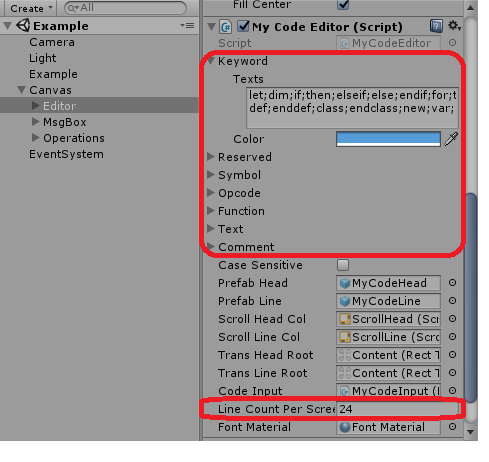 Create
All
Example
Camera
Light
Example
Canvas
Editor
MsgBox
Operations
EventSystem
Fill Center
My Code Editor (Script)
Script MyCodeEditor
Keyword
Texts
let;dim;if;then;elseif;else;endif;for;t
def;enddef;class;endclass;new;var;
Color
Reserved
Symbol
Opcode
Function
Text
Comment
Case Sensitive
Prefab Head MyCodeHead
Prefab Line MyCodeLine
Scroll Head Col ScrollHead (Scr
Scroll Line Col ScrollLine (Scro
Trans Head Root Content (Rect T
Trans Line Root Content (Rect T
Code Input MyCodeInput (
Line Count Per Scree 24
Font Material Font Material